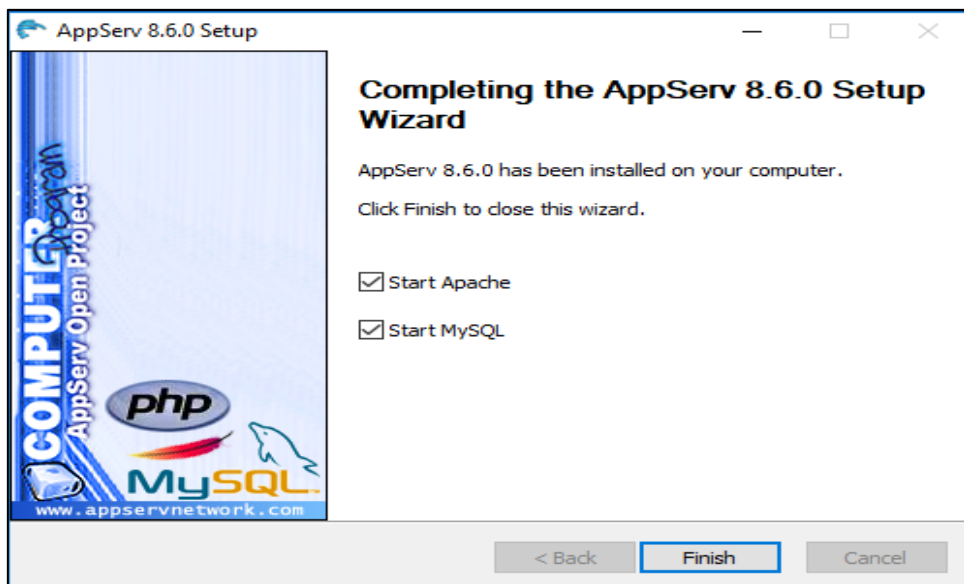 AppServ 8.6.0 Setup
Completing the AppServ 8.6.0 Setup
Wizard
AppServ 8.6.0 has been installed on your computer.
Click Finish to close this wizard.
Start Apache
Start MySQL
COMPUTER
Program
AppServ Open Project
php
MySQL
www.appservnetwork.com
< Back
Finish
Cancel